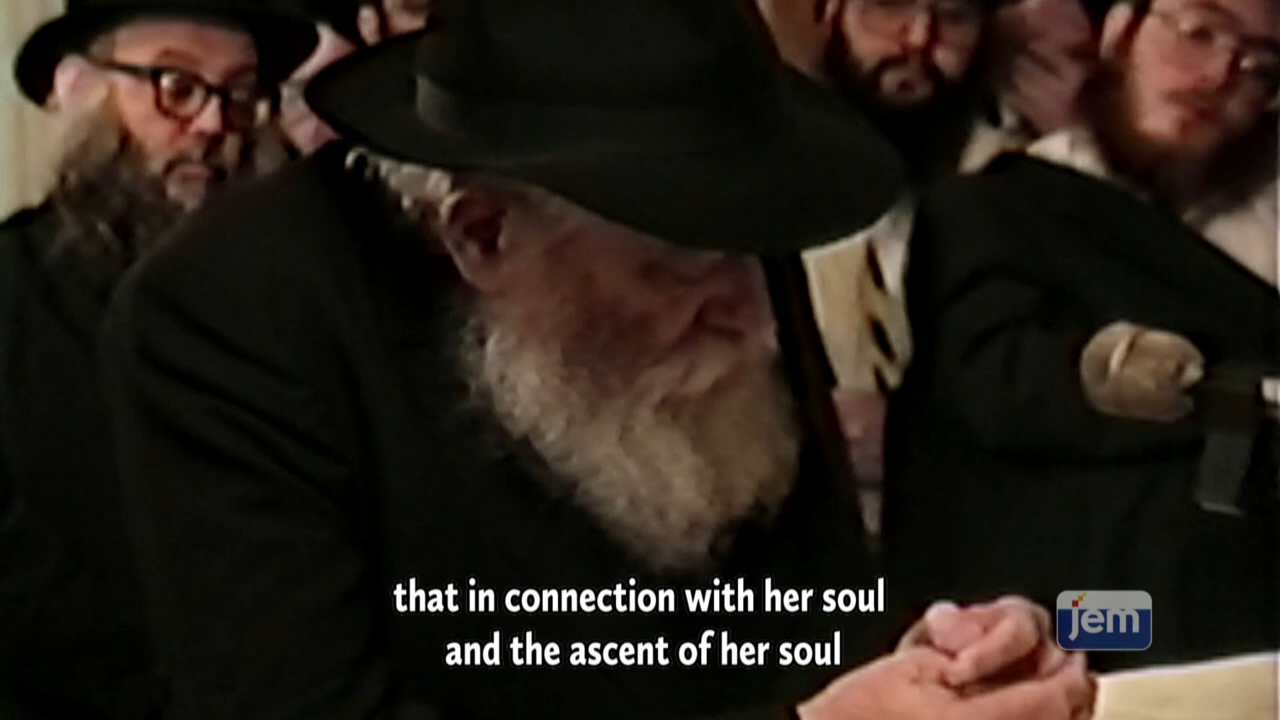 that in connection with her soul
and the ascent of her soul
jem